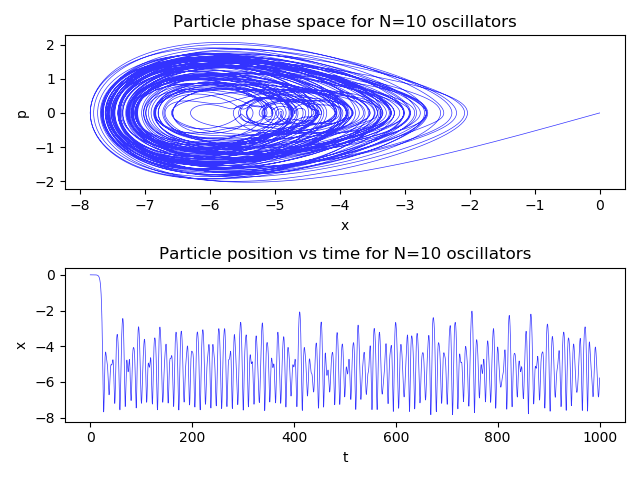 Particle phase space for N=10 oscillators
2
1
0
−1
−2
p
−8 −7 −6 −5 −4 −3 −2 −1 0
x
Particle position vs time for N=10 oscillators
0
−2
−4
−6
−8
x
0 200 400 600 800 1000
t